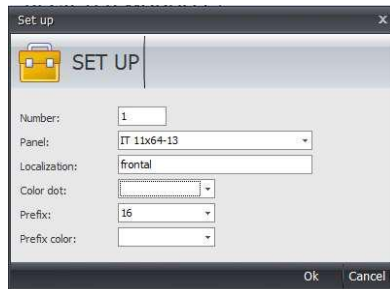 Set up
x
SET UP
Number: 1
Panel: IT 11x64-13
Localization: frontal
Color dot:
Prefix: 16
Prefix color:
Ok Cancel